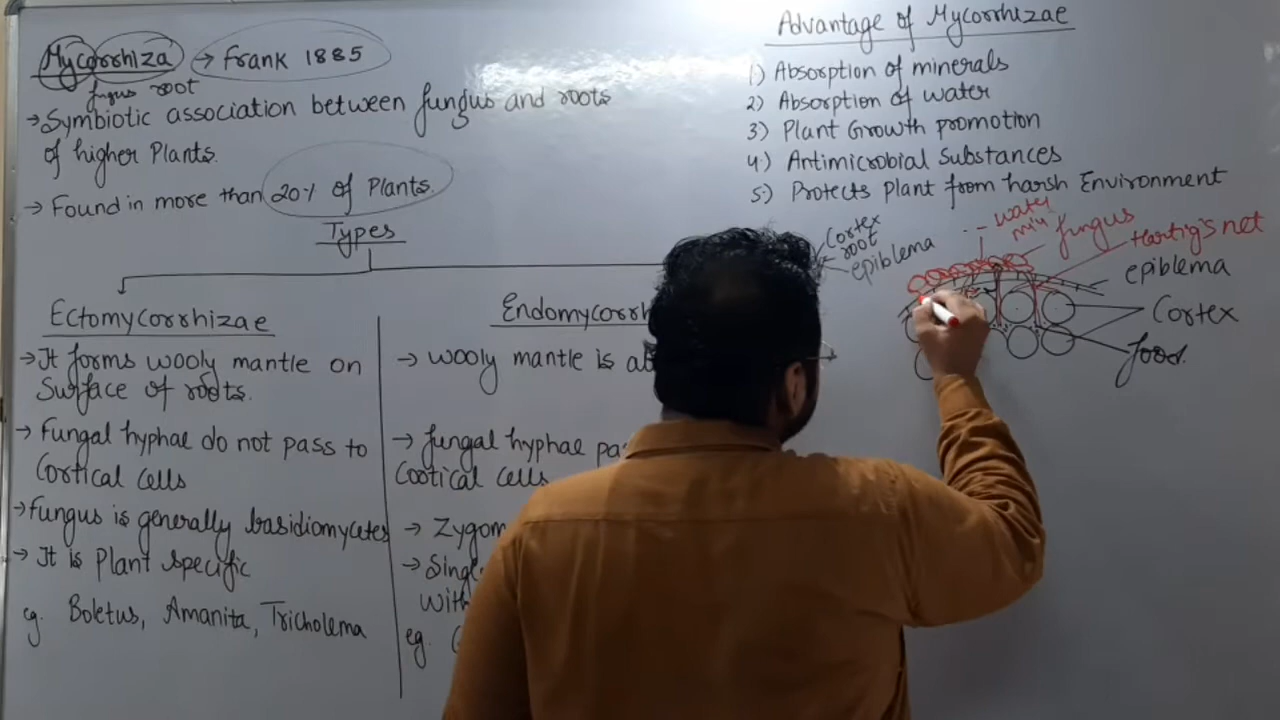 Mycorrhiza → Frank 1885
fungus root
→ Symbiotic association between fungus and roots
of higher Plants.
→ Found in more than 20% of Plants.
Types
Ectomycorrhizae
→ It forms wooly mantle on
Surface of roots.
→ Fungal hyphae do not pass to
Cortical cells
→ Fungus is generally basidiomycetes
→ It is Plant Specific
eg. Boletus, Amanita, Tricholema
Endomycorrh
→ wooly mantle is ab
→ fungal hyphae pa
Cortical cells
→ Zygom
→ Singl
With
eg.
Advantage of Mycorrhizae
1) Absorption of minerals
2) Absorption of water
3) Plant Growth promotion
4) Antimicrobial Substances
5) Protects Plant from harsh Environment
Cortex
root
epiblema
water
min
fungus
Hartig's net
epiblema
Cortex
food.